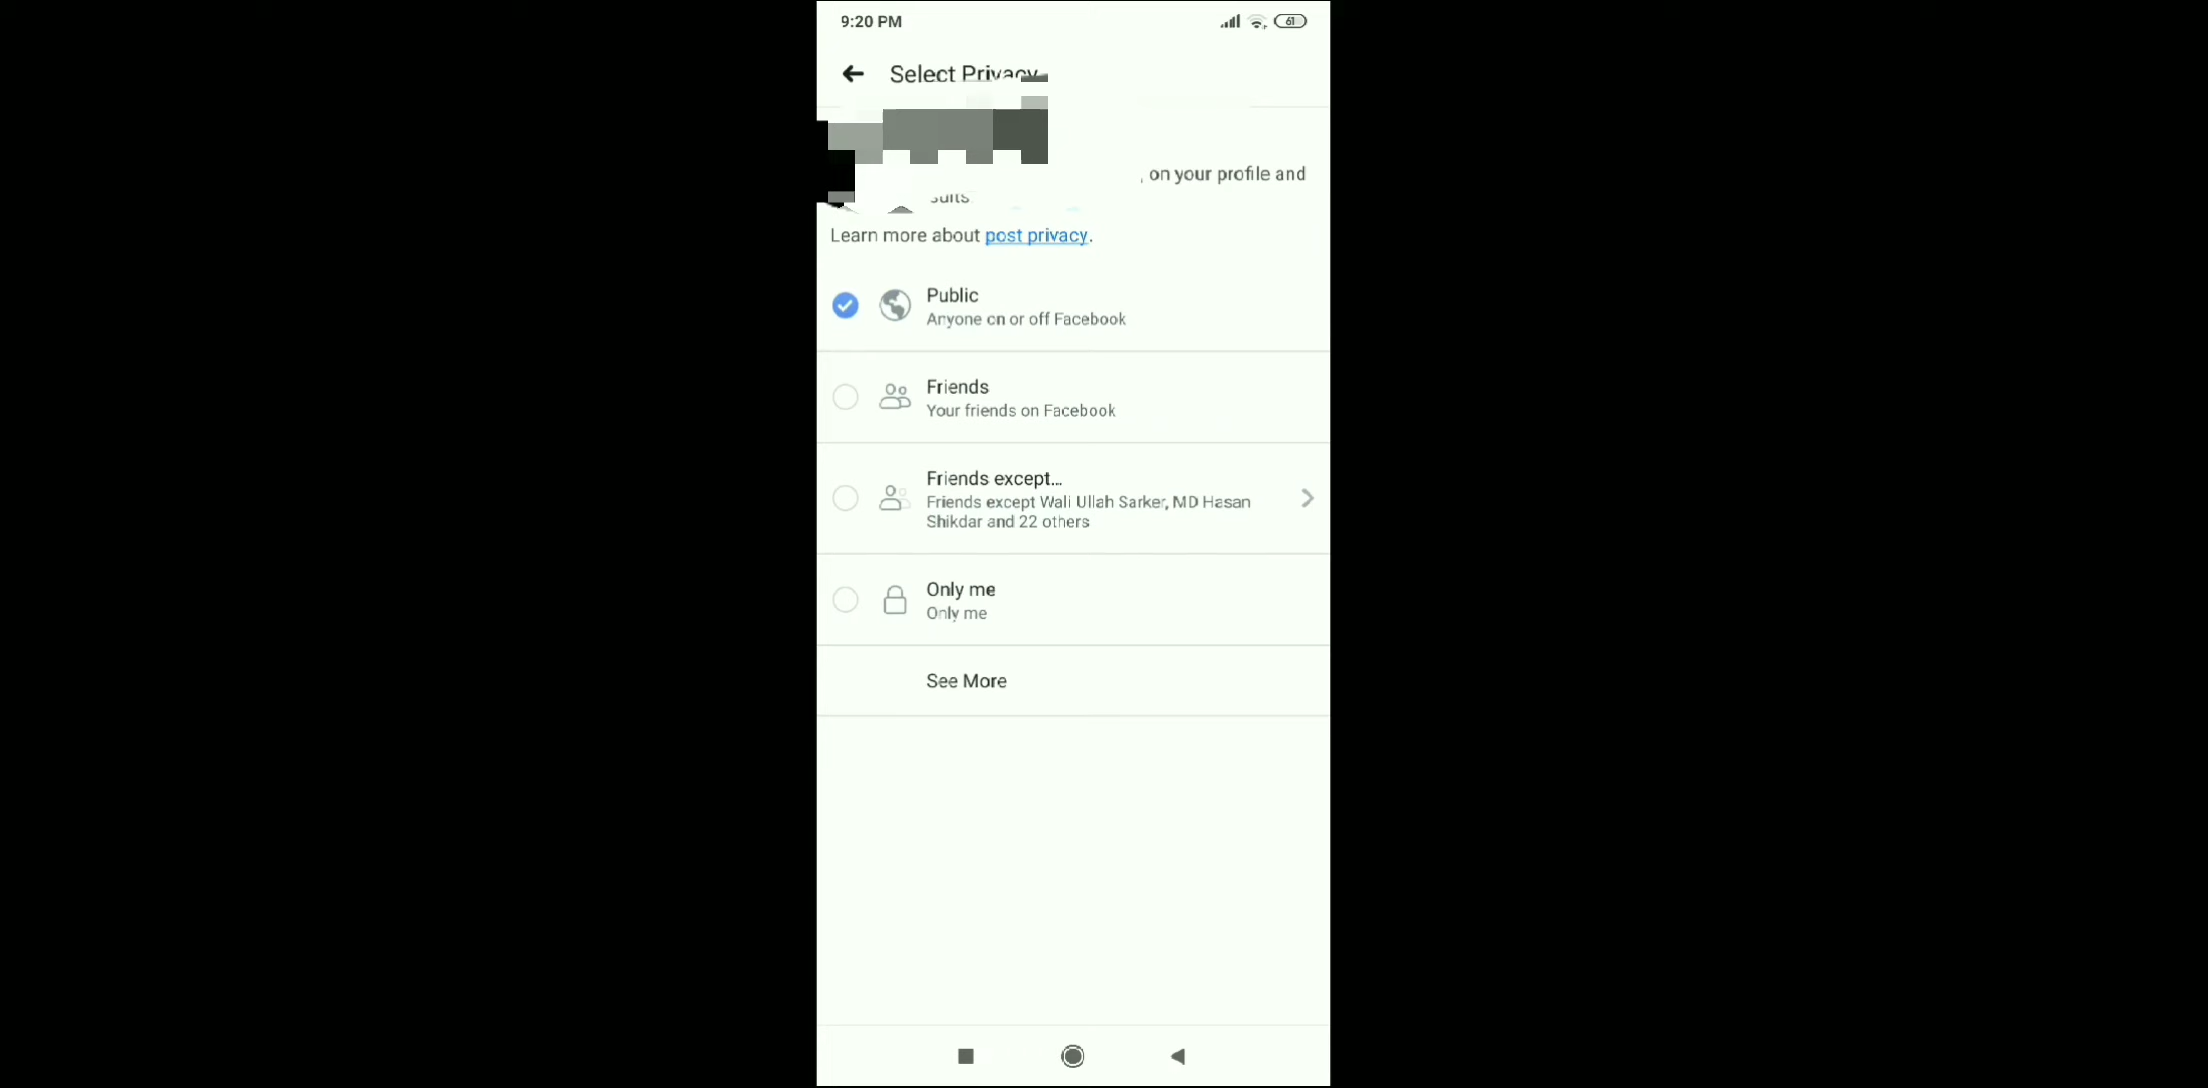 9:20 PM
61
Select Privacy
on your profile and
Learn more about post privacy.
Public
Anyone on or off Facebook
Friends
Your friends on Facebook
Friends except...
Friends except Wali Ullah Sarker, MD Hasan
Shikdar and 22 others
Only me
Only me
See More